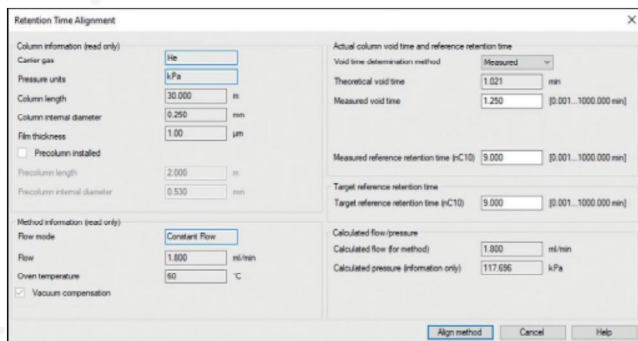 Retention Time Alignment
Column information (read only)
Carrier gas He
Pressure units kPa
Column length 30.000 m
Column internal diameter 0.250 mm
Film thickness 1.00 µm
Precolumn installed
Precolumn length 2.000 m
Precolumn internal diameter 0.530 mm
Method information (read only)
Flow mode Constant Flow
Flow 1.800 ml/min
Oven temperature 60 °C
Vacuum compensation
Actual column void time and reference retention time
Void time determination method Measured
Theoretical void time 1.021 min
Measured void time 1.250 [0.001...1000.000 min]
Measured reference retention time (nC10) 9.000 [0.001...1000.000 min]
Target reference retention time
Target reference retention time (nC10) 9.000 [0.001...1000.000 min]
Calculated flow/pressure
Calculated flow (for method) 1.800 ml/min
Calculated pressure (information only) 117.696 kPa
Align method Cancel Help